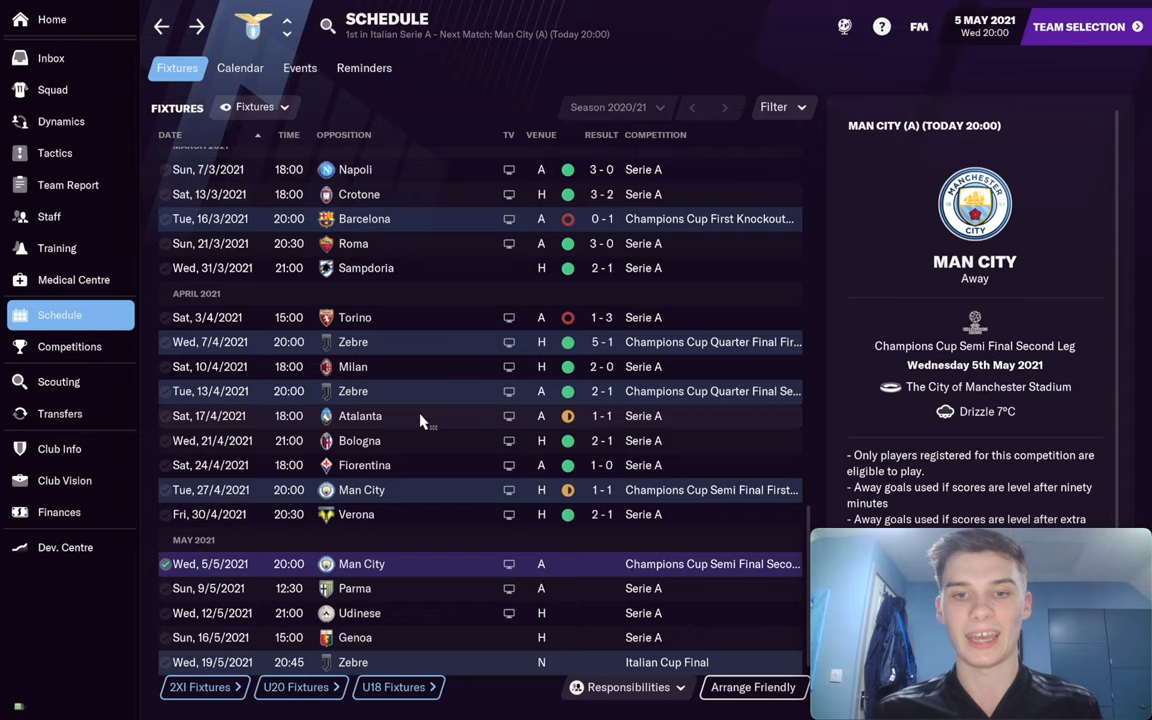 Home
SCHEDULE
1st in Italian Serie A - Next Match: Man City (A) (Today 20:00)
?
FM
5 MAY 2021
Wed 20:00
TEAM SELECTION
Inbox
Squad
Dynamics
Tactics
Team Report
Staff
Training
Medical Centre
Schedule
Competitions
Scouting
Transfers
Club Info
Club Vision
Finances
Dev. Centre
Fixtures
Calendar
Events
Reminders
FIXTURES
Fixtures
Season 2020/21
Filter
DATE TIME OPPOSITION TV VENUE RESULT COMPETITION
MARCH 2021
Sun, 7/3/2021 18:00 Napoli A 3 - 0 Serie A
Sat, 13/3/2021 18:00 Crotone H 3 - 2 Serie A
Tue, 16/3/2021 20:00 Barcelona A 0 - 1 Champions Cup First Knockout...
Sun, 21/3/2021 20:30 Roma A 3 - 0 Serie A
Wed, 31/3/2021 21:00 Sampdoria H 2 - 1 Serie A
APRIL 2021
Sat, 3/4/2021 15:00 Torino A 1 - 3 Serie A
Wed, 7/4/2021 20:00 Zebre H 5 - 1 Champions Cup Quarter Final Fir...
Sat, 10/4/2021 18:00 Milan H 2 - 0 Serie A
Tue, 13/4/2021 20:00 Zebre A 2 - 1 Champions Cup Quarter Final Se...
Sat, 17/4/2021 18:00 Atalanta A 1 - 1 Serie A
Wed, 21/4/2021 21:00 Bologna H 2 - 1 Serie A
Sat, 24/4/2021 18:00 Fiorentina A 1 - 0 Serie A
Tue, 27/4/2021 20:00 Man City H 1 - 1 Champions Cup Semi Final First...
Fri, 30/4/2021 20:30 Verona H 2 - 1 Serie A
MAY 2021
Wed, 5/5/2021 20:00 Man City A Champions Cup Semi Final Seco...
Sun, 9/5/2021 12:30 Parma A Serie A
Wed, 12/5/2021 21:00 Udinese H Serie A
Sun, 16/5/2021 15:00 Genoa H Serie A
Wed, 19/5/2021 20:45 Zebre N Italian Cup Final
2XI Fixtures
U20 Fixtures
U18 Fixtures
Responsibilities
Arrange Friendly
MAN CITY (A) (TODAY 20:00)
MANCHESTER
CITY
MAN CITY
Away
Champions Cup Semi Final Second Leg
Wednesday 5th May 2021
The City of Manchester Stadium
Drizzle 7°C
- Only players registered for this competition are
eligible to play.
- Away goals used if scores are level after ninety
minutes
- Away goals used if scores are level after extra